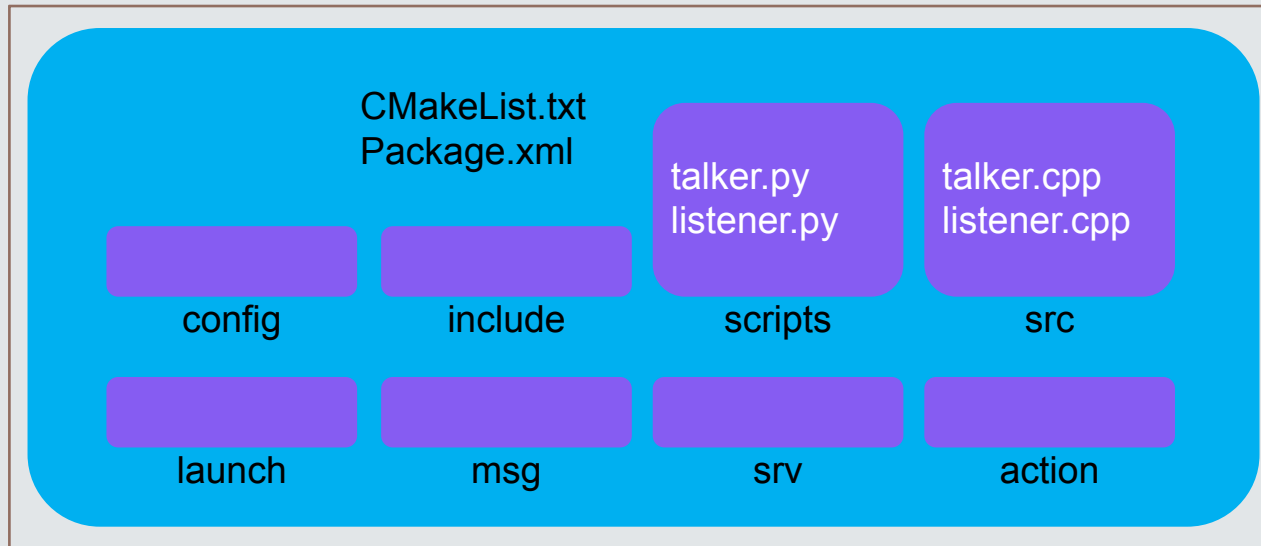 CMakeList.txt
Package.xml
talker.py
listener.py
talker.cpp
listener.cpp
config
include
scripts
src
launch
msg
srv
action